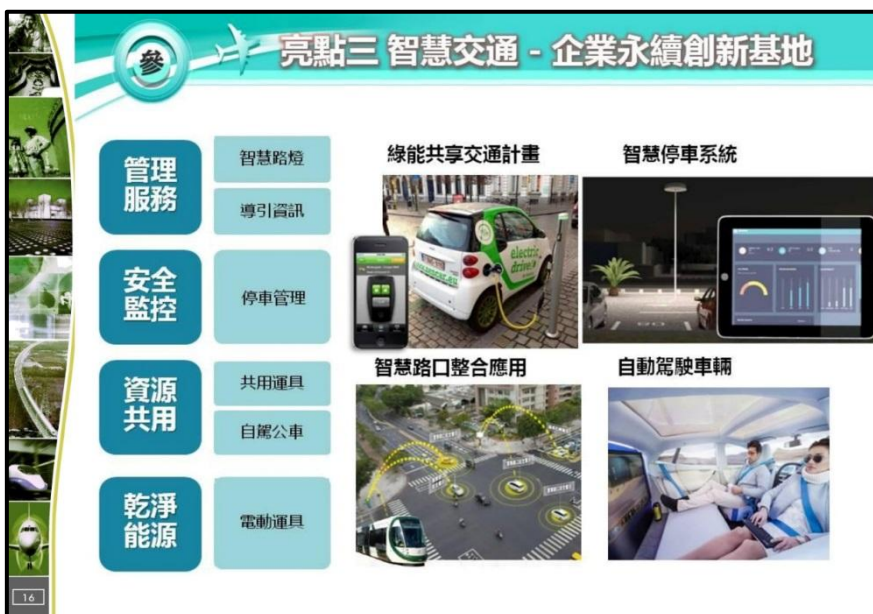 參
亮點三 智慧交通 - 企業永續創新基地
管理
服務
智慧路燈
導引資訊
安全
監控
停車管理
資源
共用
共用運具
自駕公車
乾淨
能源
電動運具
綠能共享交通計畫
electric
drive
智慧停車系統
智慧路口整合應用
自動駕駛車輛
16